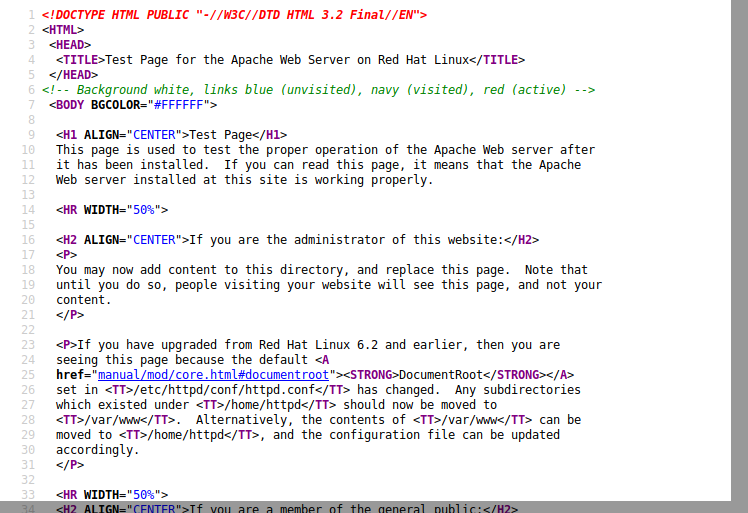 1 <!DOCTYPE HTML PUBLIC "-//W3C//DTD HTML 3.2 Final//EN">
2 <HTML>
3  <HEAD>
4   <TITLE>Test Page for the Apache Web Server on Red Hat Linux</TITLE>
5  </HEAD>
6 <!-- Background white, links blue (unvisited), navy (visited), red (active) -->
7  <BODY BGCOLOR="#FFFFFF">
8
9   <H1 ALIGN="CENTER">Test Page</H1>
10   This page is used to test the proper operation of the Apache Web server after
11   it has been installed.  If you can read this page, it means that the Apache
12   Web server installed at this site is working properly.
13
14   <HR WIDTH="50%">
15
16   <H2 ALIGN="CENTER">If you are the administrator of this website:</H2>
17   <P>
18   You may now add content to this directory, and replace this page.  Note that
19   until you do so, people visiting your website will see this page, and not your
20   content.
21   </P>
22
23   <P>If you have upgraded from Red Hat Linux 6.2 and earlier, then you are
24   seeing this page because the default <A
25   href="manual/mod/core.html#documentroot"><STRONG>DocumentRoot</STRONG></A>
26   set in <TT>/etc/httpd/conf/httpd.conf</TT> has changed.  Any subdirectories
27   which existed under <TT>/home/httpd</TT> should now be moved to
28   <TT>/var/www</TT>.  Alternatively, the contents of <TT>/var/www</TT> can be
29   moved to <TT>/home/httpd</TT>, and the configuration file can be updated
30   accordingly.
31   </P>
32
33   <HR WIDTH="50%">
34   <H2 ALIGN="CENTER">If you are a member of the general public:</H2>